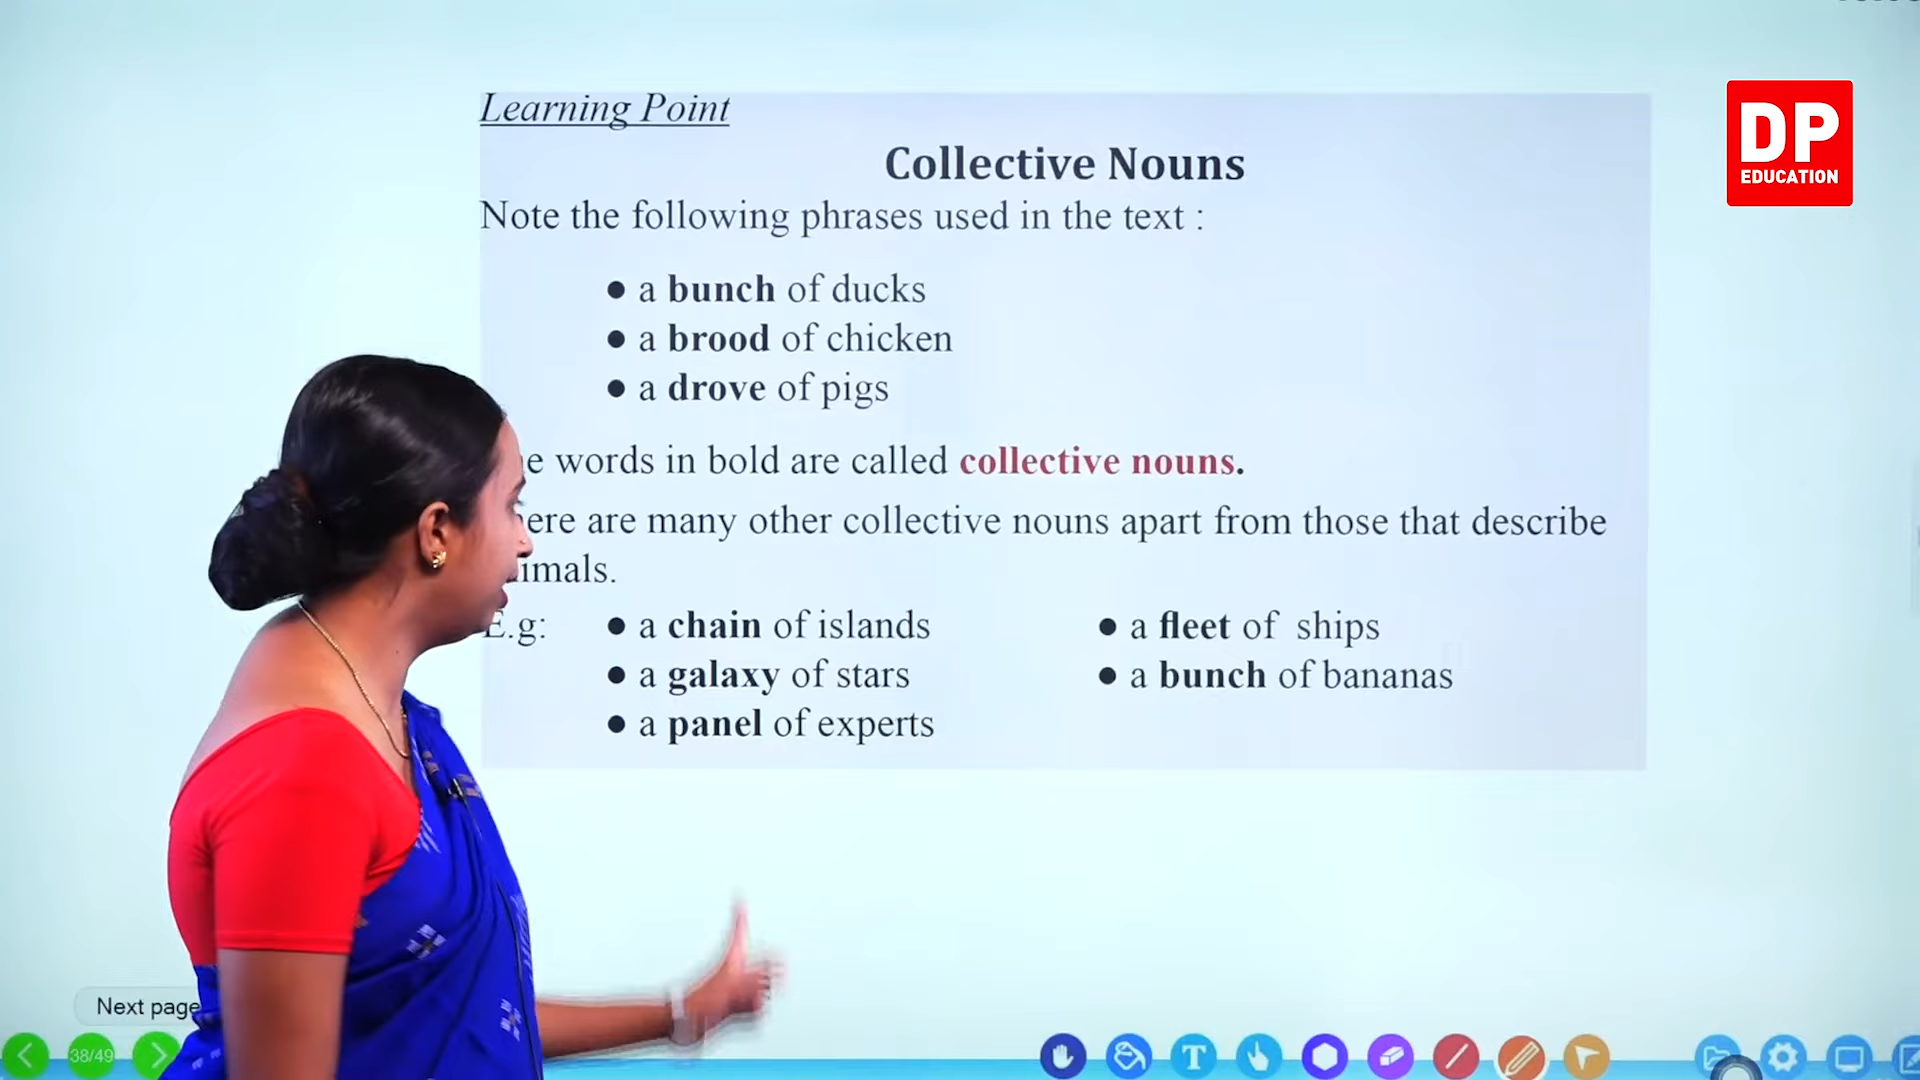 Learning Point
DP
EDUCATION
Collective Nouns
Note the following phrases used in the text :
● a bunch of ducks
● a brood of chicken
● a drove of pigs
e words in bold are called collective nouns.
ere are many other collective nouns apart from those that describe
imals.
E.g: ● a chain of islands ● a fleet of ships
● a galaxy of stars ● a bunch of bananas
● a panel of experts
Next page
38/49
T